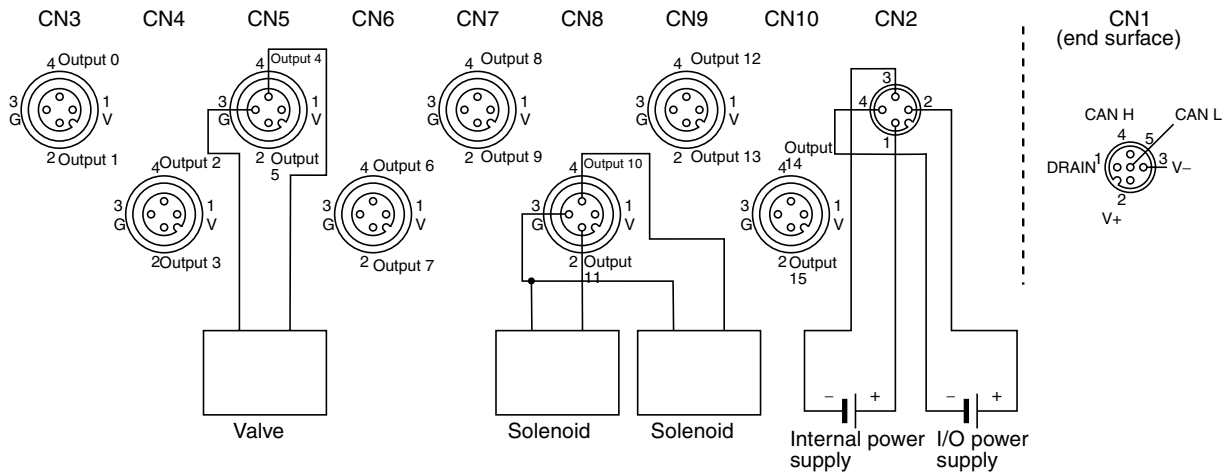 CN3 CN4 CN5 CN6 CN7 CN8 CN9 CN10 CN2 CN1
(end surface)
4 Output 0
3
G
1
V
2 Output 1
4 Output 2
3
G
1
V
2 Output 3
4 Output 4
3
G
1
V
2 Output
5
4 Output 6
3
G
1
V
2 Output 7
4 Output 8
3
G
1
V
2 Output 9
4 Output 10
3
G
1
V
2 Output
11
4 Output 12
3
G
1
V
2 Output 13
4 Output
14
3
G
1
V
2 Output
15
3
4 2
1
CAN H CAN L
4 5
DRAIN 1 3 V–
2
V+
– + – +
Valve Solenoid Solenoid
Internal power
supply
I/O power
supply